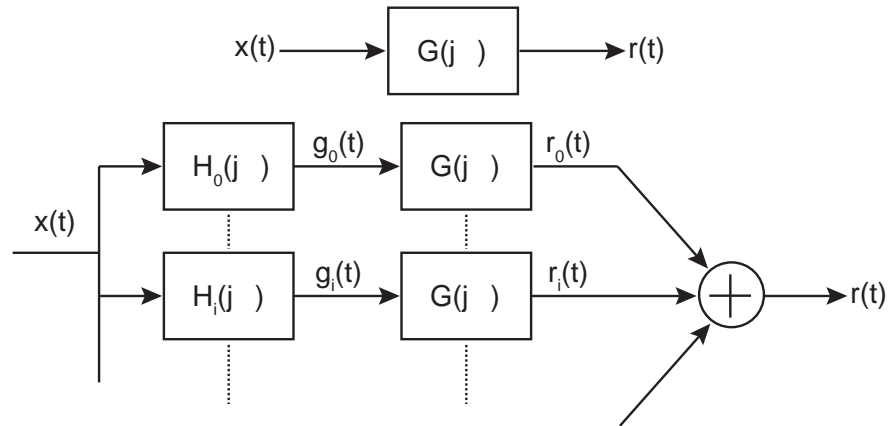 x(t) G(j ) r(t)
H0(j ) g0(t) G(j ) r0(t)
x(t)
Hi(j ) gi(t) G(j ) ri(t) r(t)